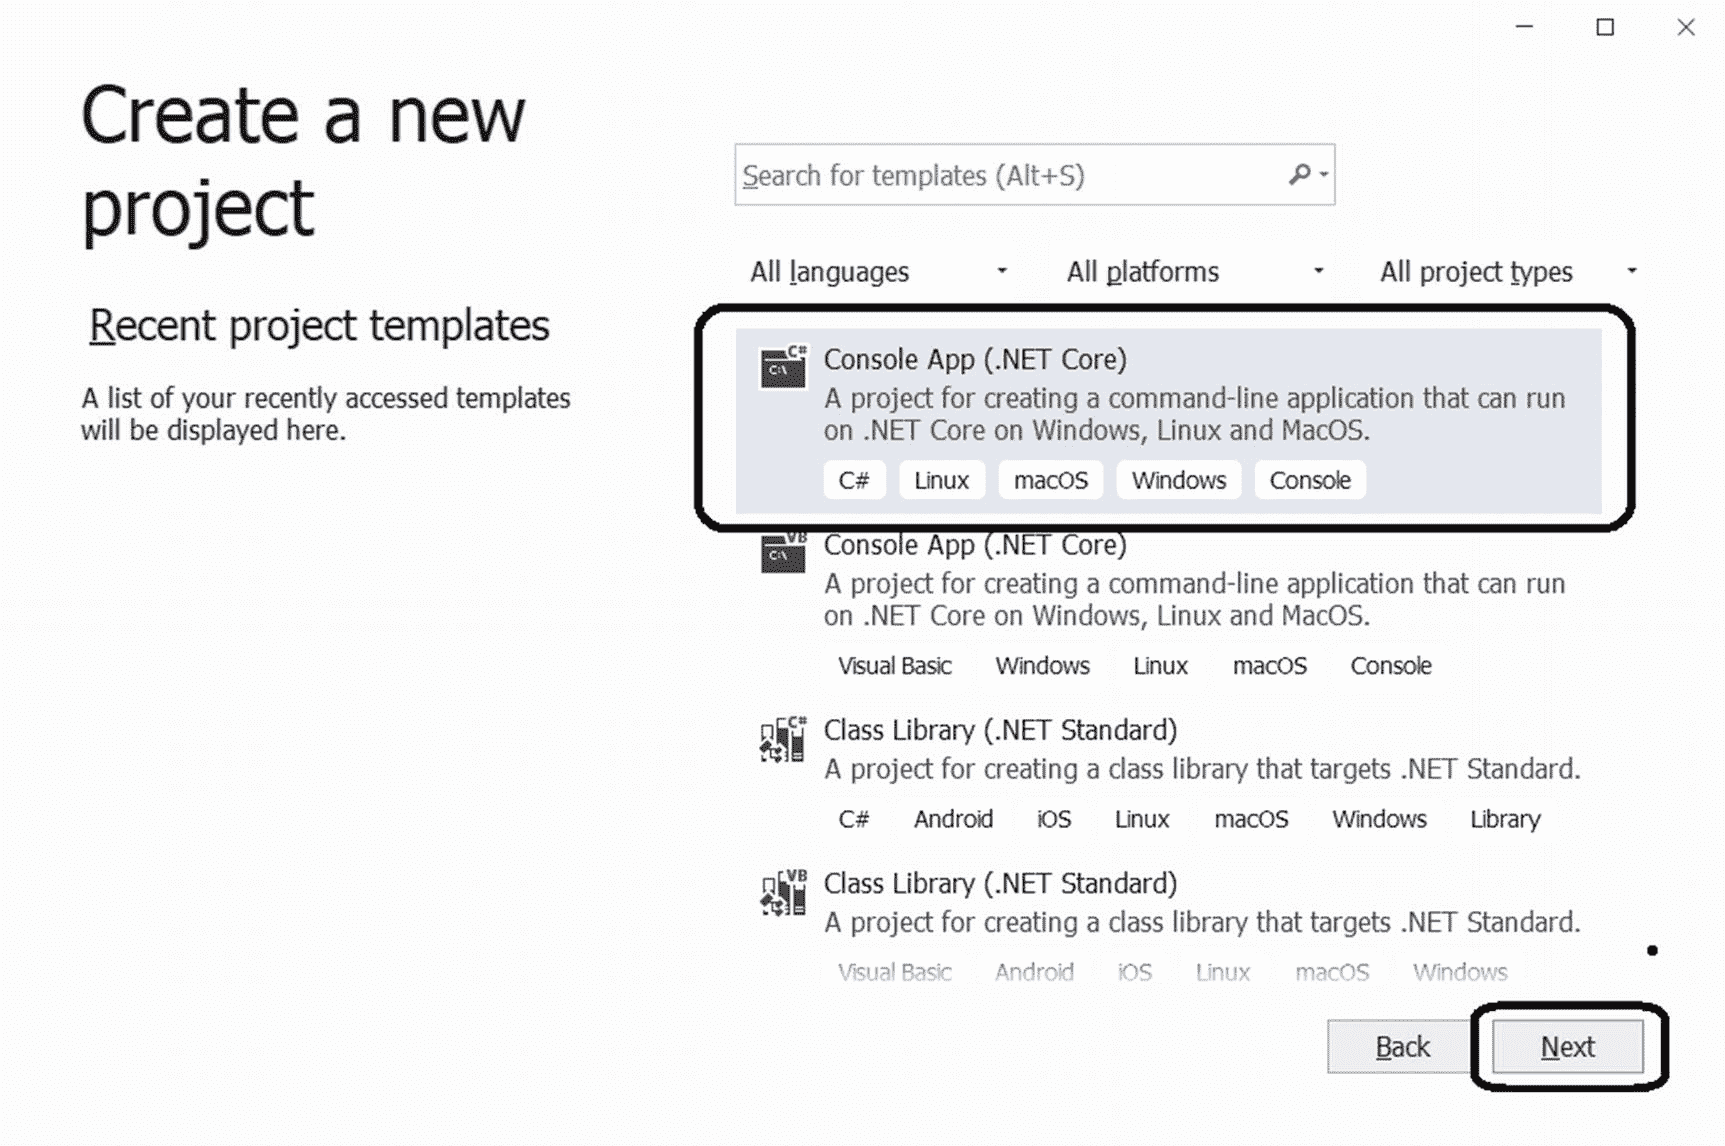 Create a new
project
Recent project templates
A list of your recently accessed templates
will be displayed here.
Search for templates (Alt+S)
All languages
All platforms
All project types
C#
C:\
Console App (.NET Core)
A project for creating a command-line application that can run
on .NET Core on Windows, Linux and MacOS.
C# Linux macOS Windows Console
VB
C:\
Console App (.NET Core)
A project for creating a command-line application that can run
on .NET Core on Windows, Linux and MacOS.
Visual Basic Windows Linux macOS Console
C#
Class Library (.NET Standard)
A project for creating a class library that targets .NET Standard.
C# Android iOS Linux macOS Windows Library
VB
Class Library (.NET Standard)
A project for creating a class library that targets .NET Standard.
Visual Basic Android iOS Linux macOS Windows
Back
Next